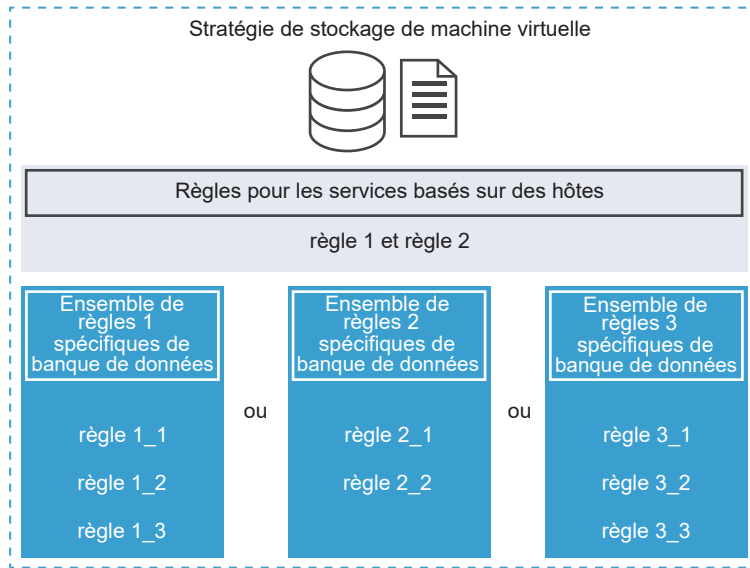 Stratégie de stockage de machine virtuelle
Règles pour les services basés sur des hôtes
règle 1 et règle 2
Ensemble de
règles 1
spécifiques de
banque de données
règle 1_1
règle 1_2
règle 1_3
ou
Ensemble de
règles 2
spécifiques de
banque de données
règle 2_1
règle 2_2
ou
Ensemble de
règles 3
spécifiques de
banque de données
règle 3_1
règle 3_2
règle 3_3